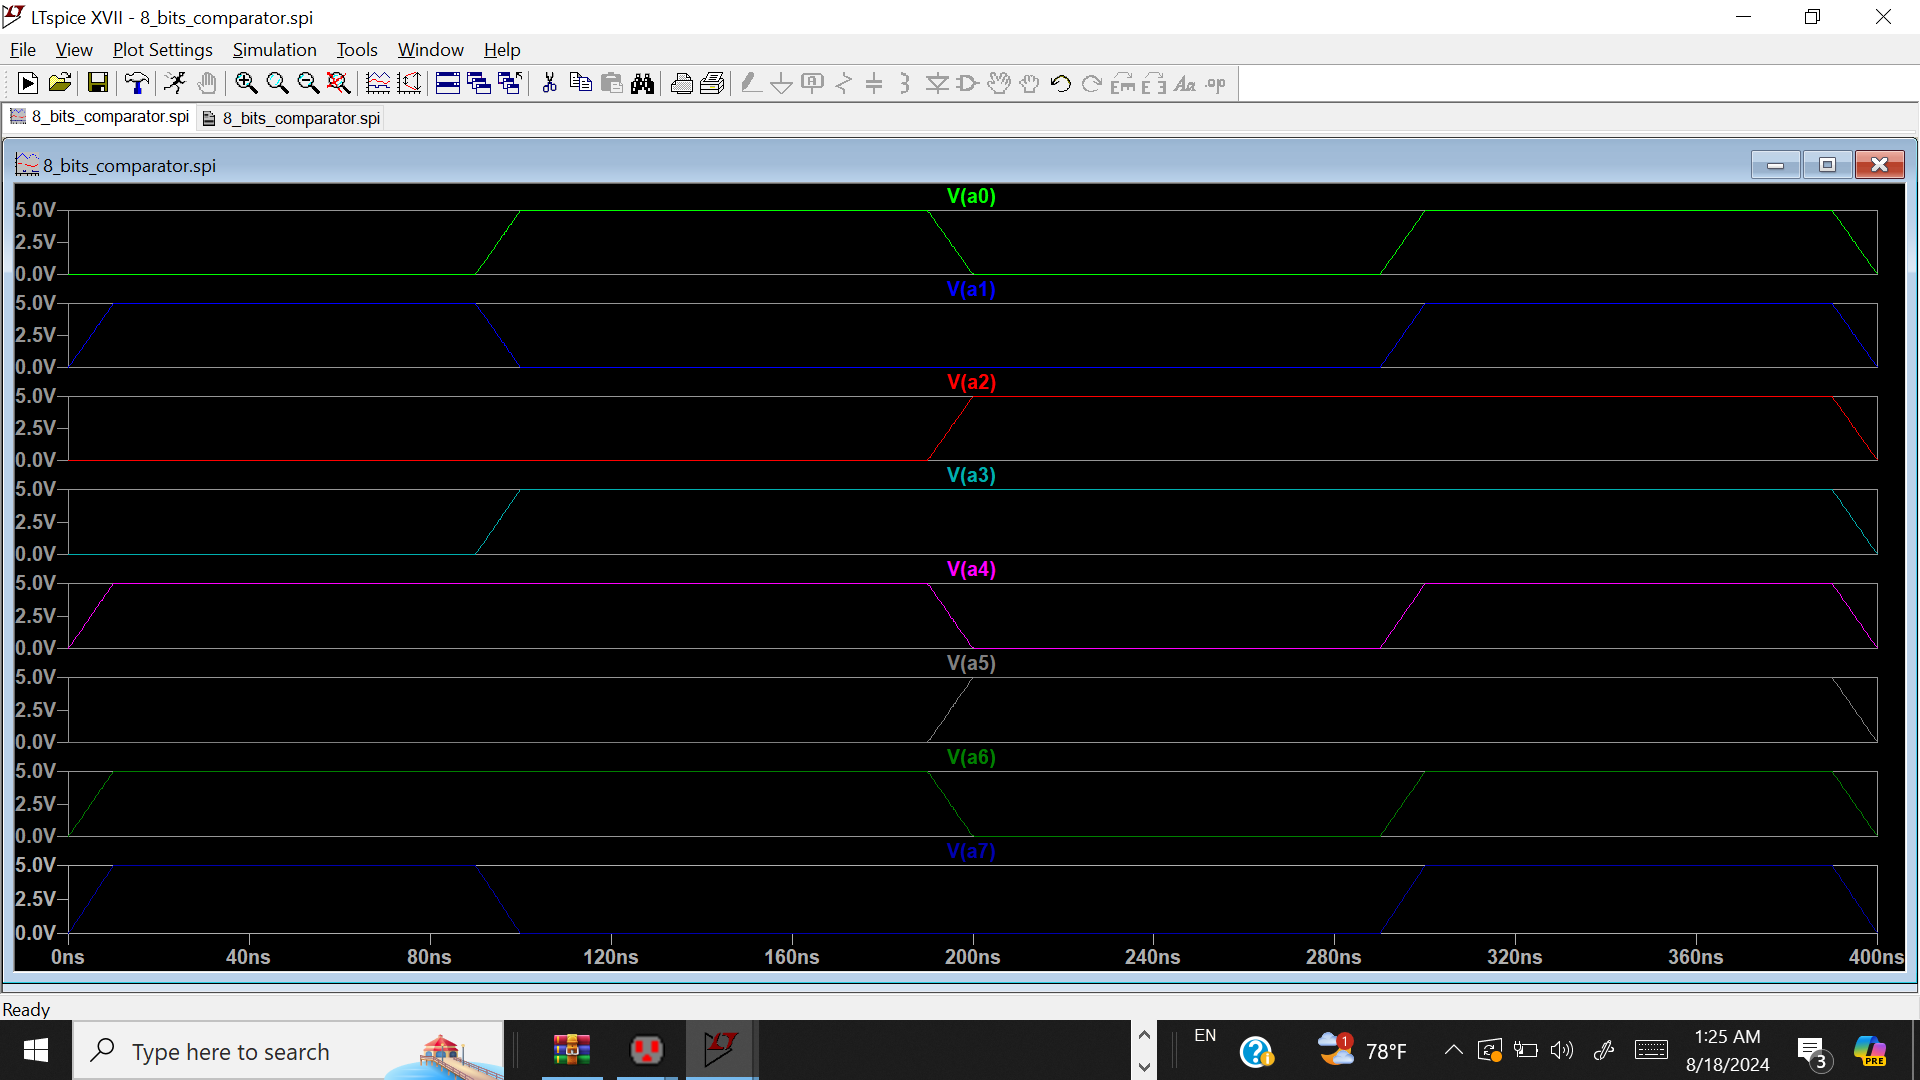 LTspice XVII - 8_bits_comparator.spi
File View Plot Settings Simulation Tools Window Help
8_bits_comparator.spi 8_bits_comparator.spi
8_bits_comparator.spi
V(a0)
5.0V
2.5V
0.0V
V(a1)
5.0V
2.5V
0.0V
V(a2)
5.0V
2.5V
0.0V
V(a3)
5.0V
2.5V
0.0V
V(a4)
5.0V
2.5V
0.0V
V(a5)
5.0V
2.5V
0.0V
V(a6)
5.0V
2.5V
0.0V
V(a7)
5.0V
2.5V
0.0V
0ns 40ns 80ns 120ns 160ns 200ns 240ns 280ns 320ns 360ns 400ns
Ready
Type here to search
EN
1
78°F
1:25 AM
8/18/2024
3
PRE